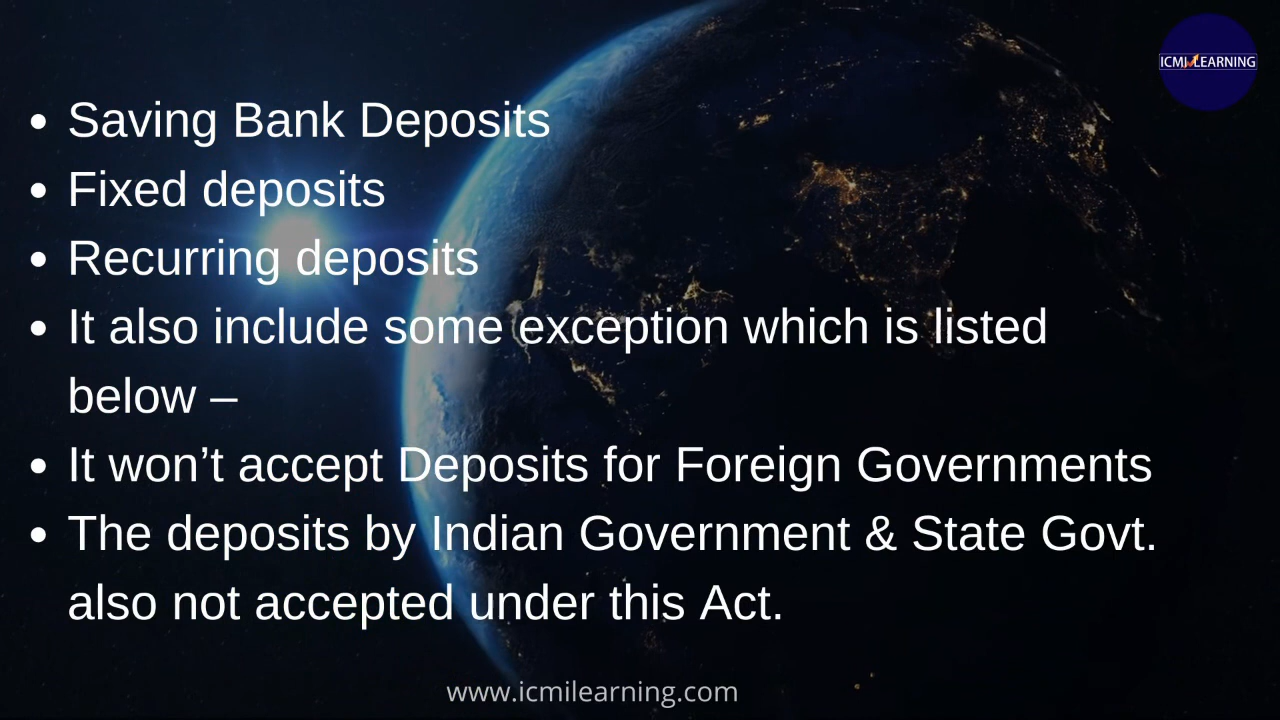 ICMI LEARNING
• Saving Bank Deposits
• Fixed deposits
• Recurring deposits
• It also include some exception which is listed
below –
• It won’t accept Deposits for Foreign Governments
• The deposits by Indian Government & State Govt.
also not accepted under this Act.
www.icmilearning.com